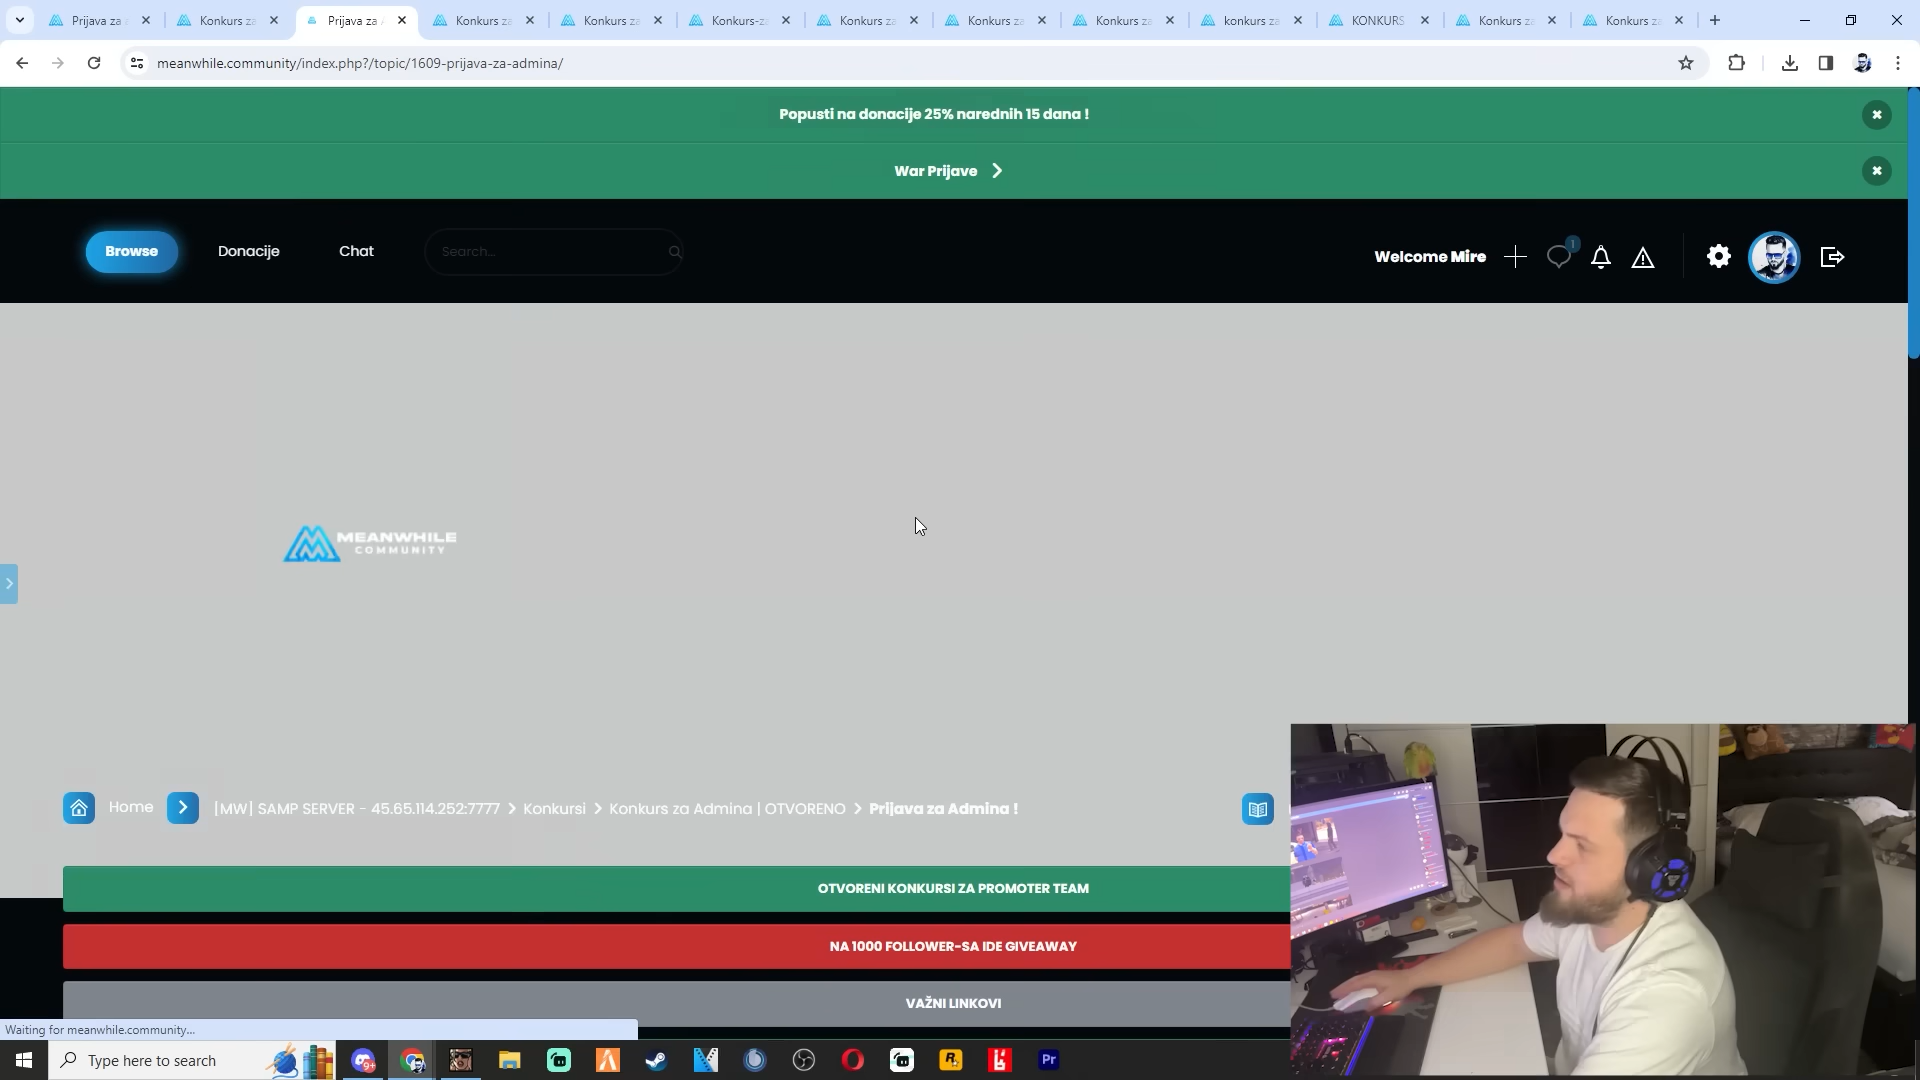 Prijava za
Konkurs za
Prijava za A
Konkurs za
Konkurs za
Konkurs-za
Konkurs za
Konkurs za
Konkurs za
konkurs za
KONKURS
Konkurs za
Konkurs za
meanwhile.community/index.php?/topic/1609-prijava-za-admina/
Popusti na donacije 25% narednih 15 dana !
War Prijave
Browse
Donacije
Chat
Search...
Welcome Mire
1
MEANWHILE
COMMUNITY
Home
[MW] SAMP SERVER - 45.65.114.252:7777
Konkursi
Konkurs za Admina | OTVORENO
Prijava za Admina !
OTVORENI KONKURSI ZA PROMOTER TEAM
NA 1000 FOLLOWER-SA IDE GIVEAWAY
VAŽNI LINKOVI
Waiting for meanwhile.community...
Type here to search
9+
R
Pr